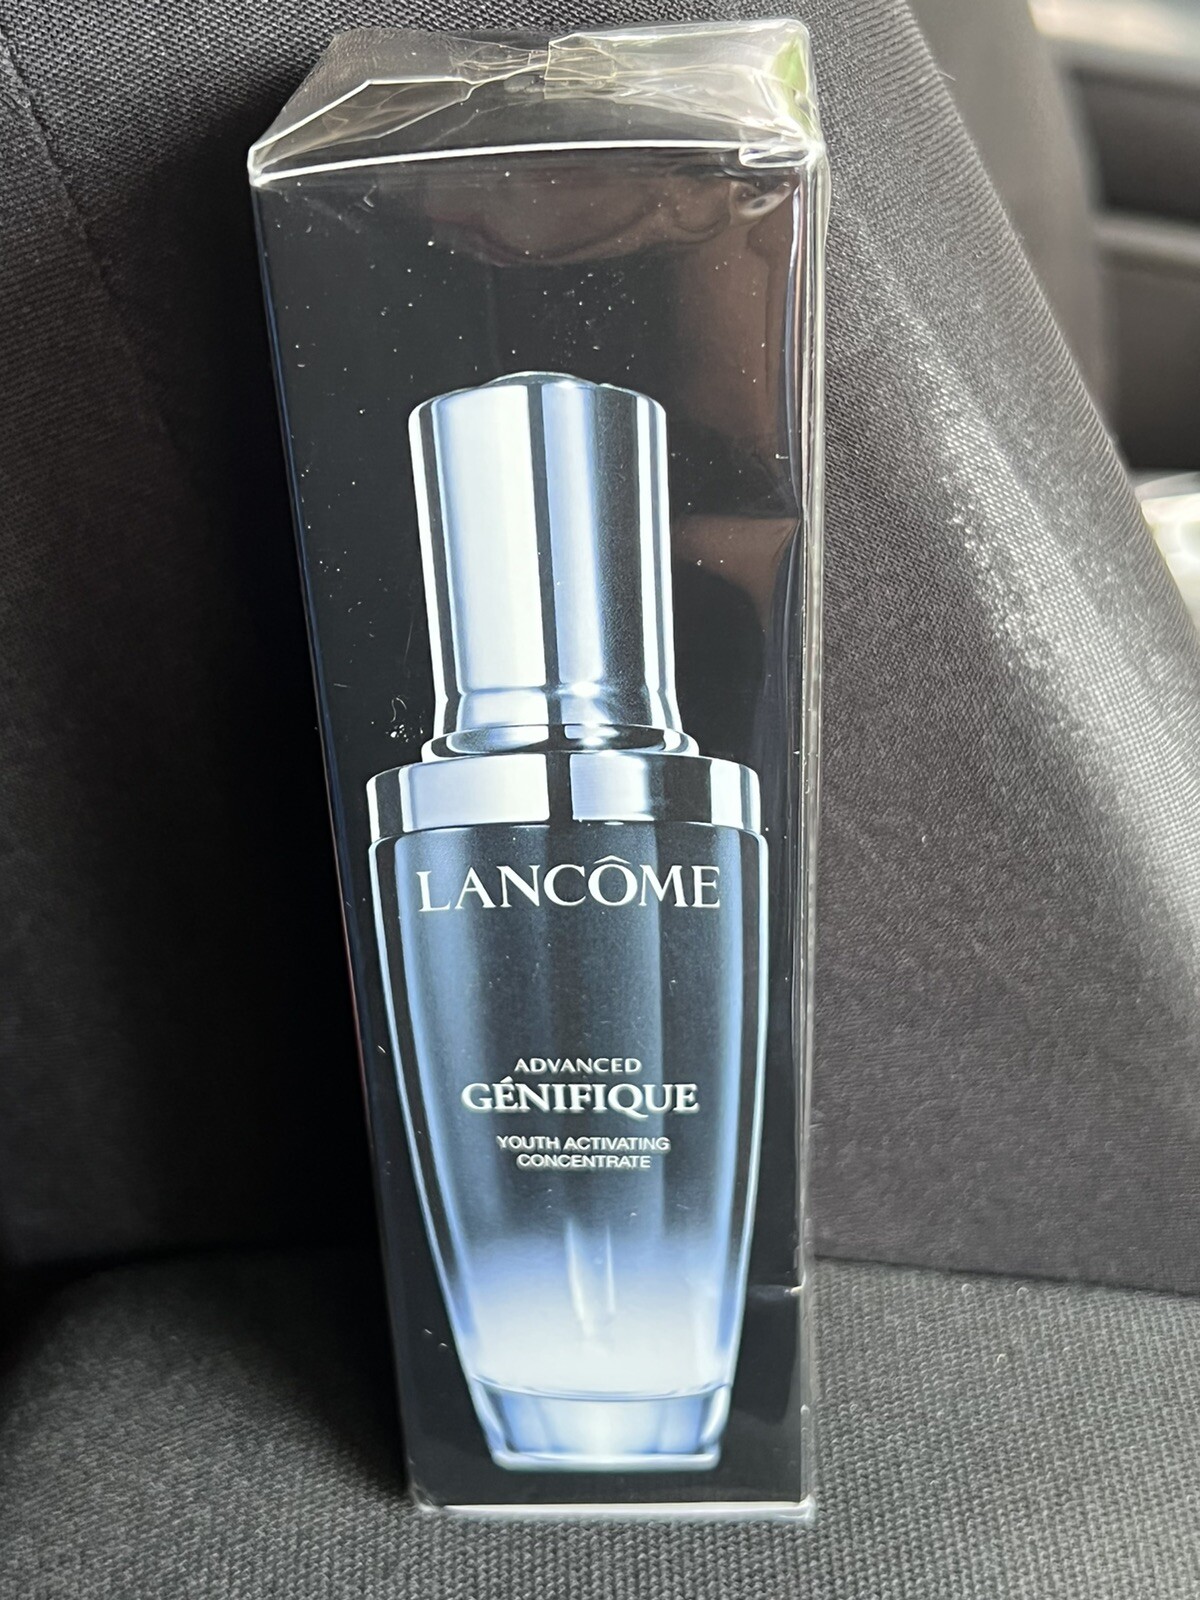 LANCÔME
ADVANCED
GÉNIFIQUE
YOUTH ACTIVATING
CONCENTRATE